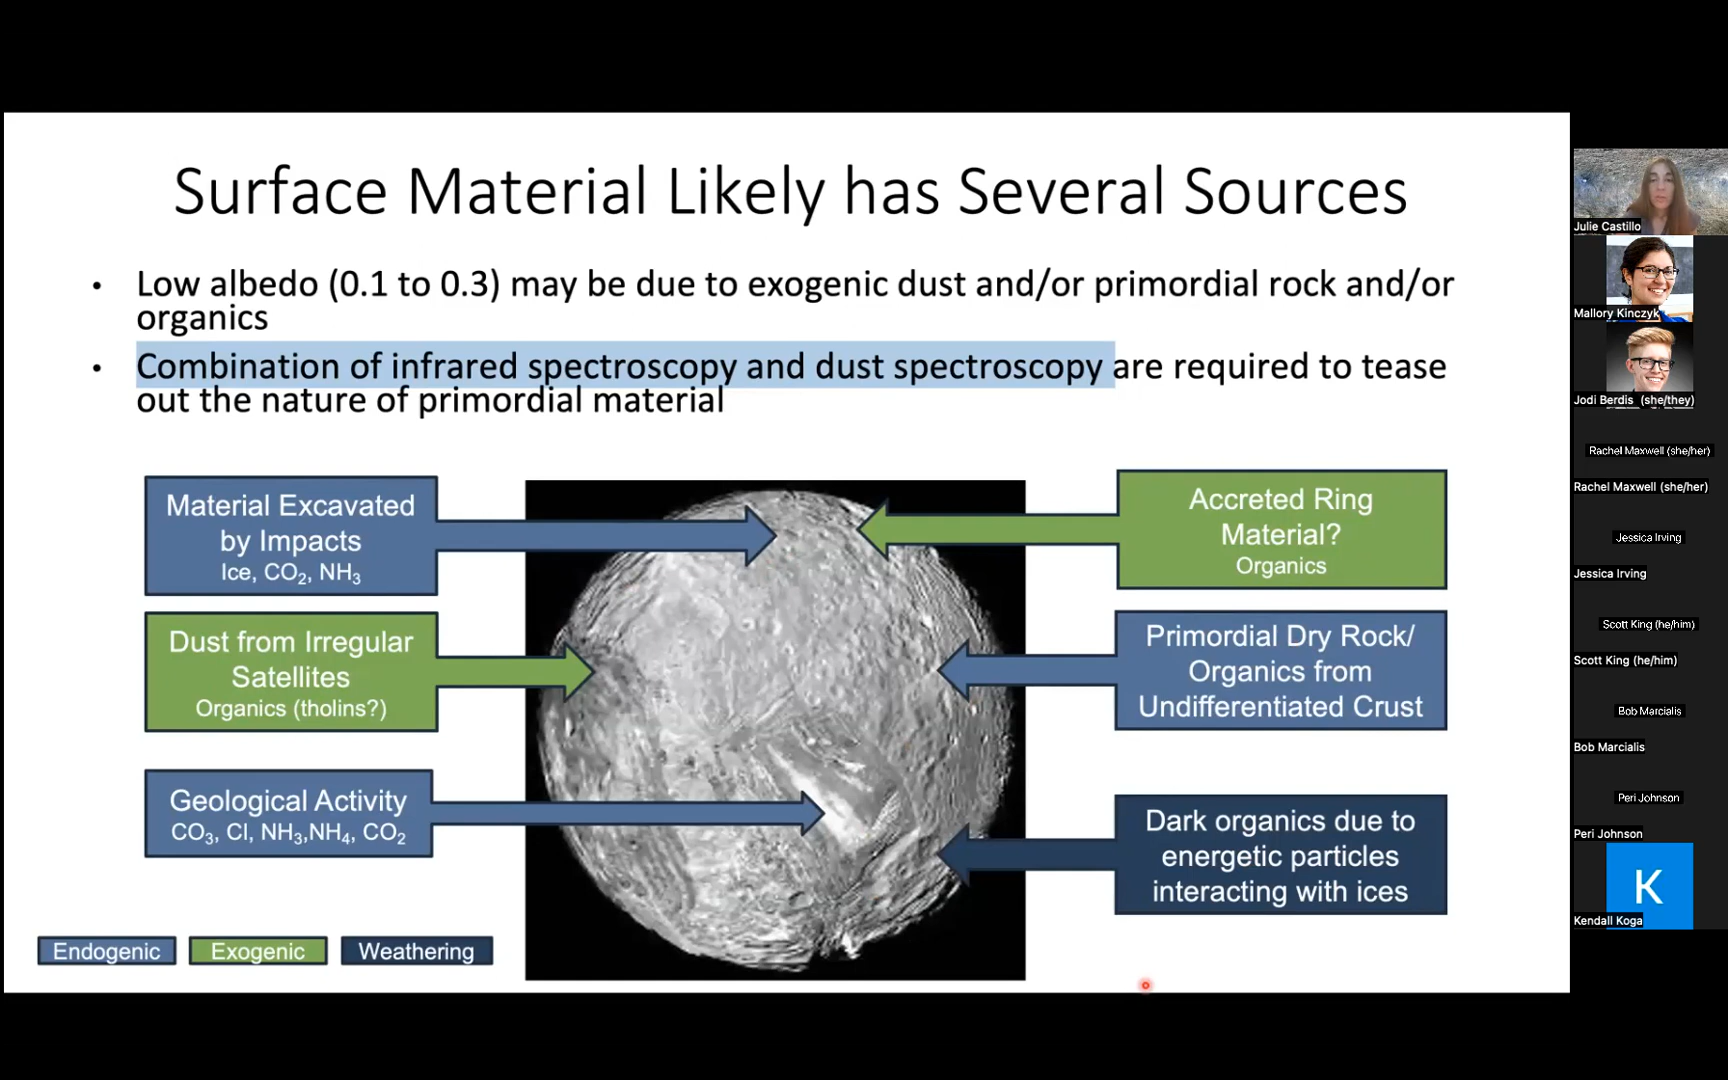 Surface Material Likely has Several Sources
• Low albedo (0.1 to 0.3) may be due to exogenic dust and/or primordial rock and/or
organics
• Combination of infrared spectroscopy and dust spectroscopy are required to tease
out the nature of primordial material
Material Excavated
by Impacts
Ice, CO₂, NH₃
Dust from Irregular
Satellites
Organics (tholins?)
Geological Activity
CO₃, Cl, NH₃,NH₄, CO₂
Accreted Ring
Material?
Organics
Primordial Dry Rock/
Organics from
Undifferentiated Crust
Dark organics due to
energetic particles
interacting with ices
Endogenic
Exogenic
Weathering
Julie Castillo
Mallory Kinczyk
Jodi Berdis (she/they)
Rachel Maxwell (she/her)
Rachel Maxwell (she/her)
Jessica Irving
Jessica Irving
Scott King (he/him)
Scott King (he/him)
Bob Marcialis
Bob Marcialis
Peri Johnson
Peri Johnson
K
Kendall Koga